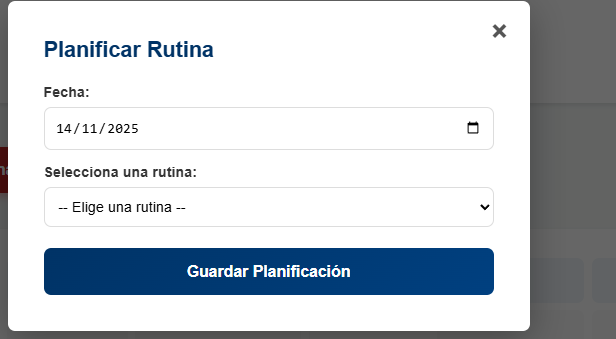 ×
Planificar Rutina
Fecha:
14/11/2025
Selecciona una rutina:
-- Elige una rutina --
Guardar Planificación